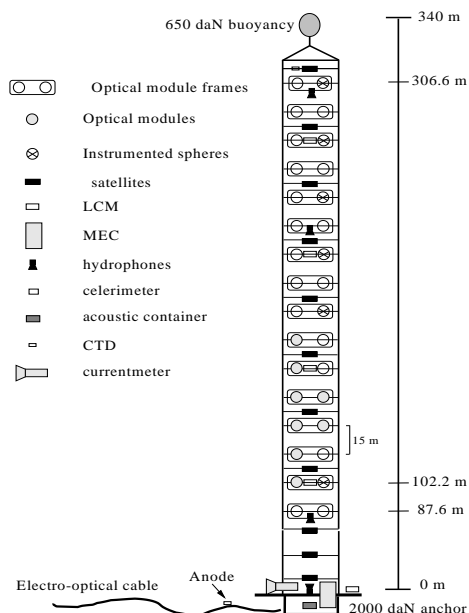 650 daN buoyancy
340 m
306.6 m
Optical module frames
Optical modules
Instrumented spheres
satellites
LCM
MEC
hydrophones
celerimeter
acoustic container
CTD
currentmeter
15 m
102.2 m
87.6 m
0 m
Anode
Electro-optical cable
2000 daN anchor